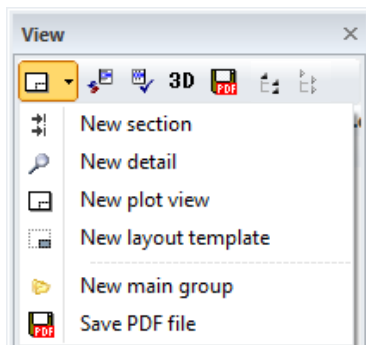 View
3D PDF
New section
New detail
New plot view
New layout template
New main group
PDF Save PDF file